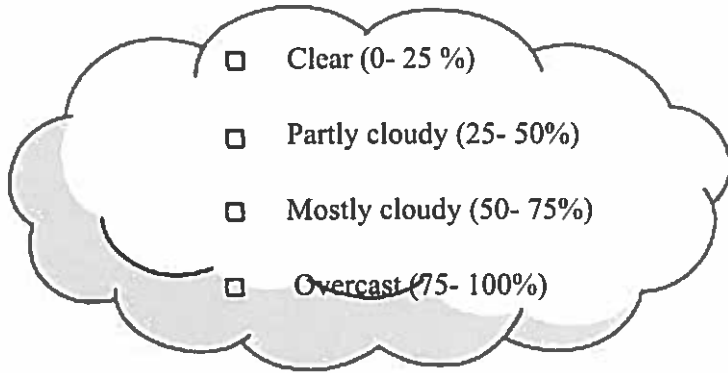 ☐ Clear (0- 25 %)
☐ Partly cloudy (25- 50%)
☐ Mostly cloudy (50- 75%)
☐ Overcast (75- 100%)